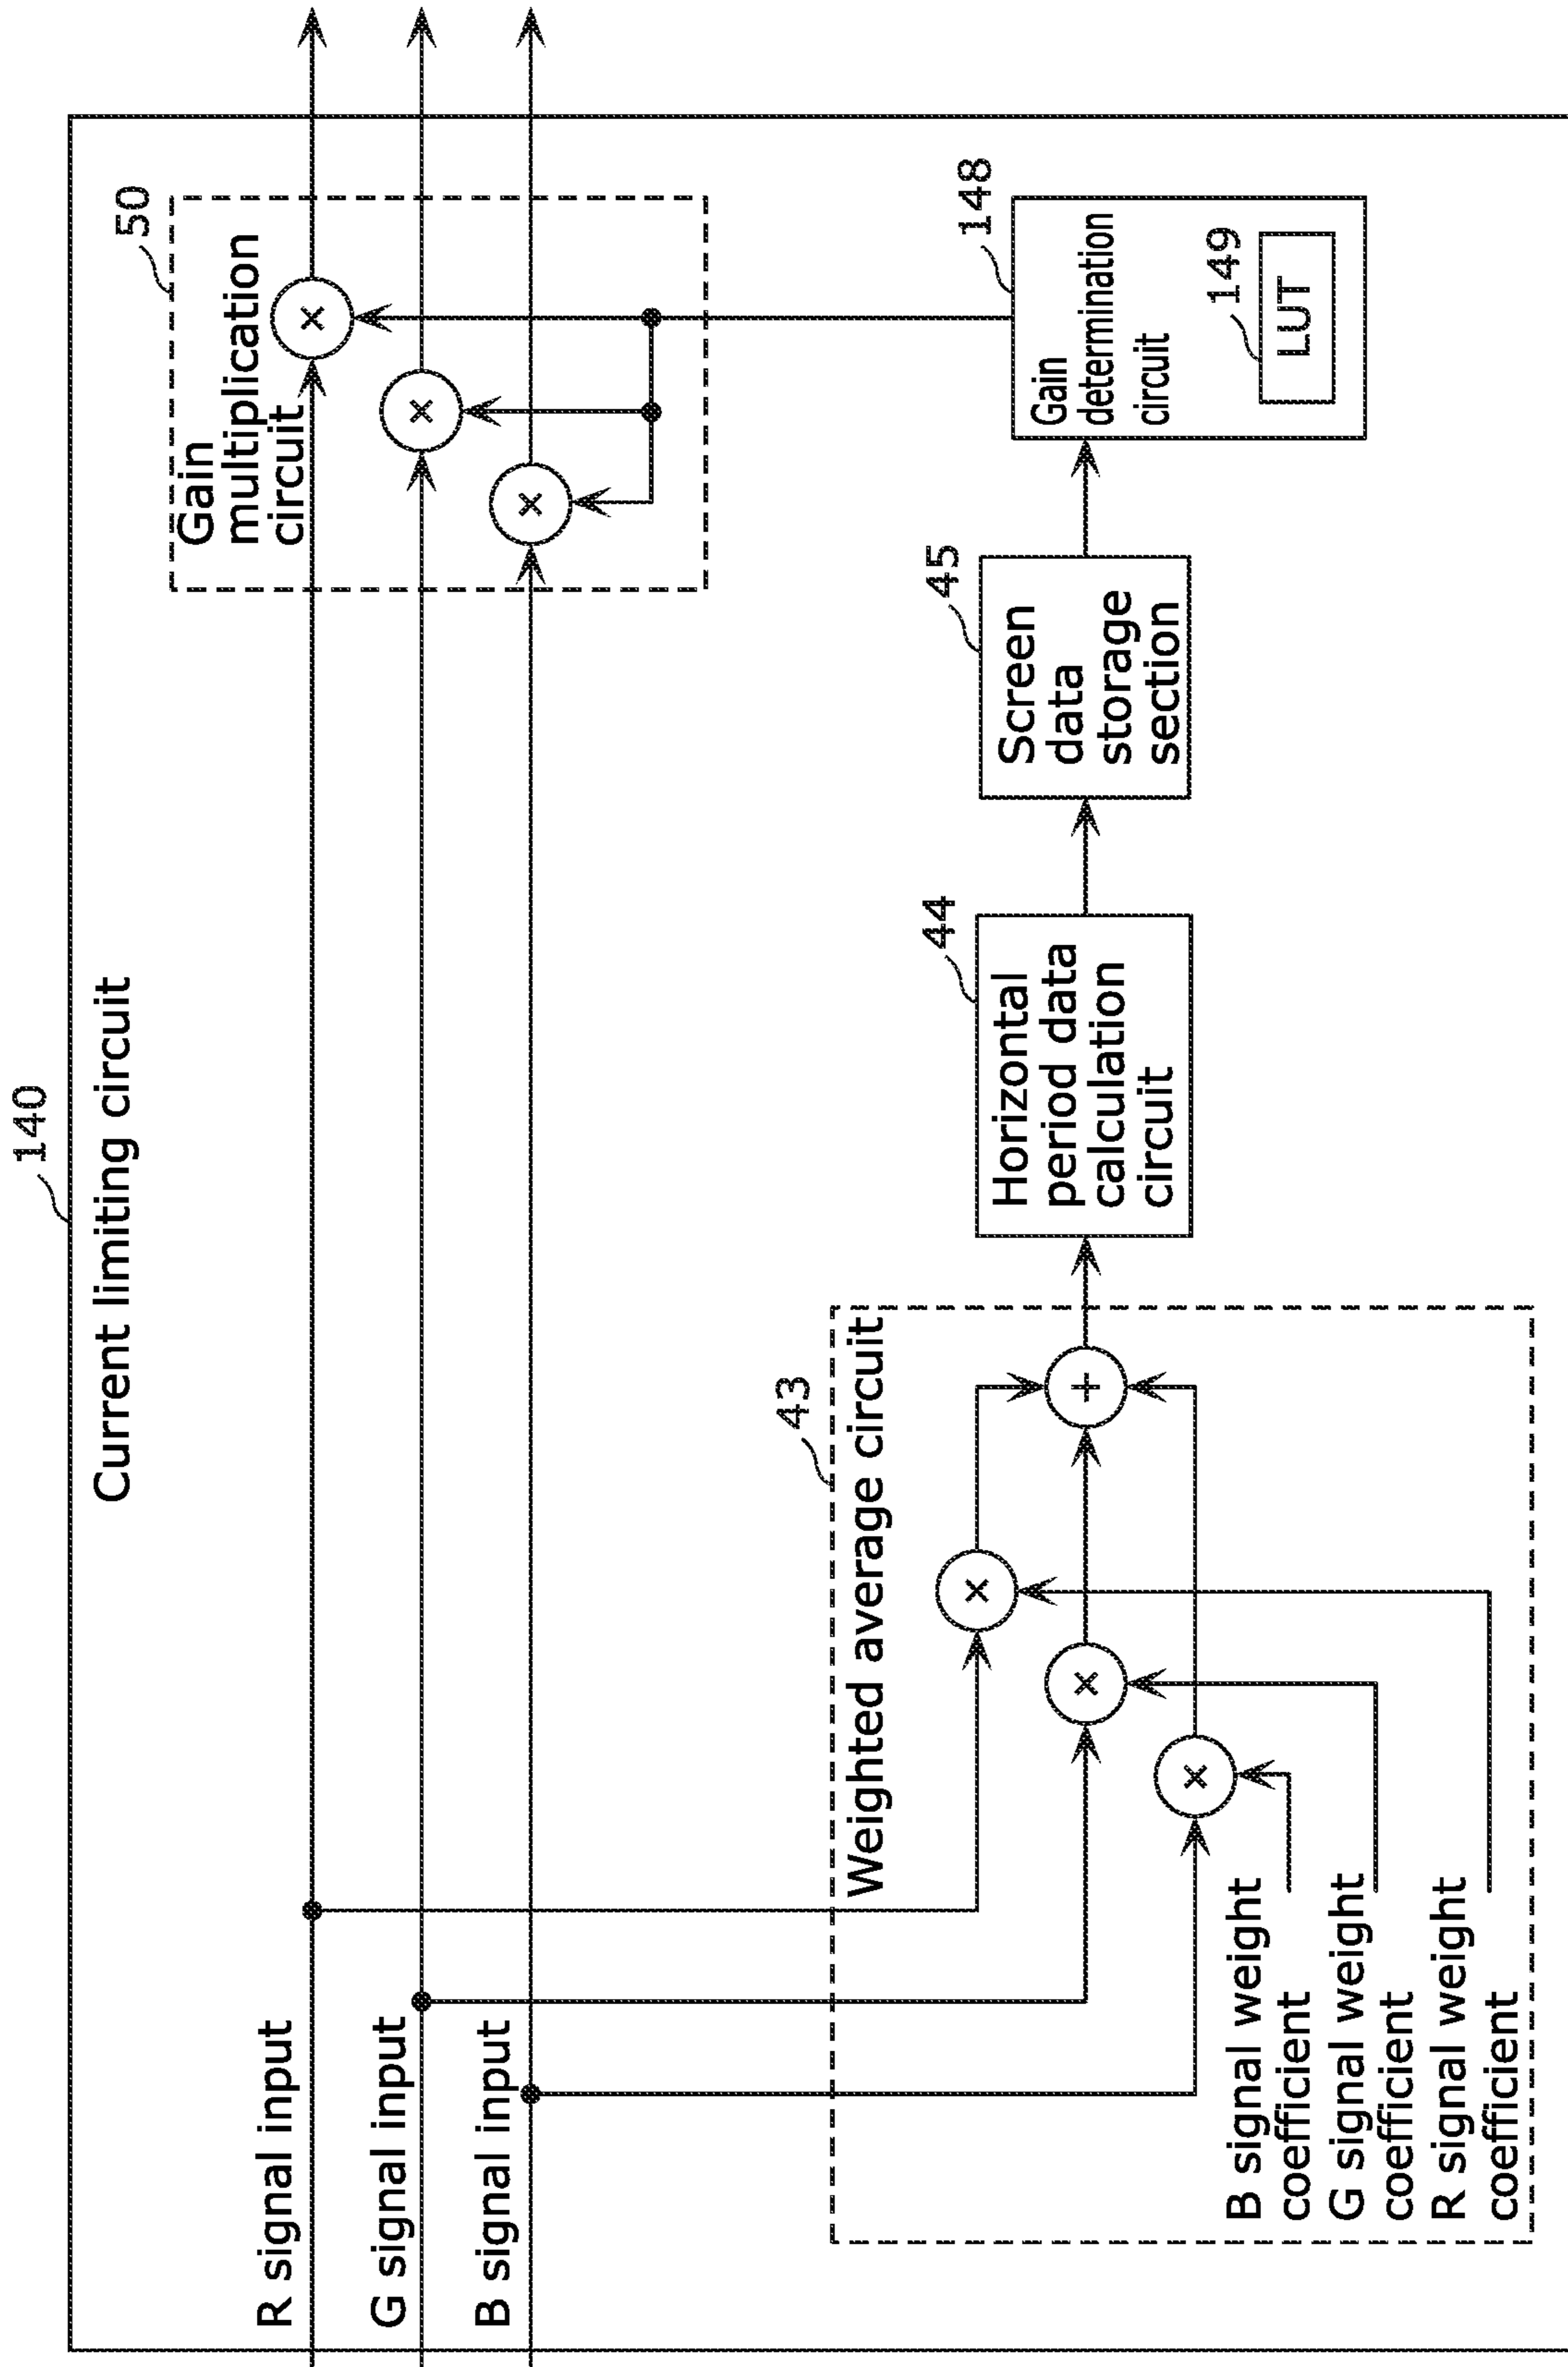 140
Current limiting circuit
R signal input
G signal input
B signal input
50
Gain
multiplication
circuit
×
×
×
43
Weighted average circuit
×
×
×
+
B signal weight
coefficient
G signal weight
coefficient
R signal weight
coefficient
44
Horizontal
period data
calculation
circuit
45
Screen
data
storage
section
148
Gain
determination
circuit
149
LUT